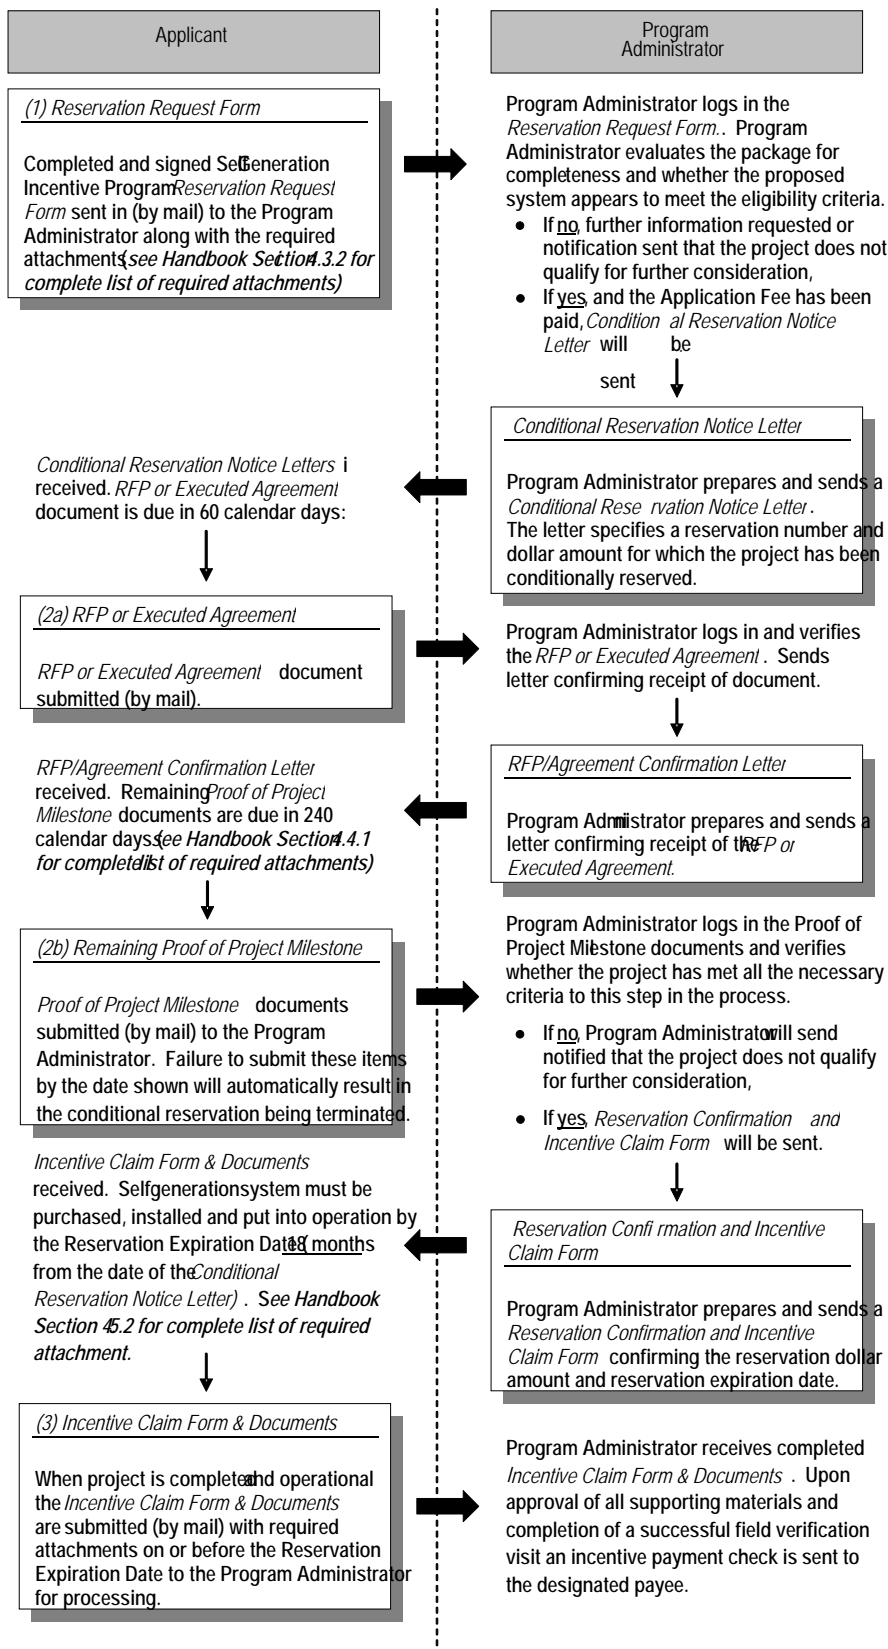 Applicant
Program
Administrator
(1) Reservation Request Form
Completed and signed Self-Generation
Incentive Program Reservation Request
Form sent in (by mail) to the Program
Administrator along with the required
attachments (see Handbook Section 4.3.2 for
complete list of required attachments)
Program Administrator logs in the
Reservation Request Form.. Program
Administrator evaluates the package for
completeness and whether the proposed
system appears to meet the eligibility criteria.
• If no, further information requested or
notification sent that the project does not
qualify for further consideration,
• If yes, and the Application Fee has been
paid, Condition al Reservation Notice
Letter will be
sent
Conditional Reservation Notice Letter
Program Administrator prepares and sends a
Conditional Rese rvation Notice Letter.
The letter specifies a reservation number and
dollar amount for which the project has been
conditionally reserved.
Conditional Reservation Notice Letters i
received. RFP or Executed Agreement
document is due in 60 calendar days:
(2a) RFP or Executed Agreement
RFP or Executed Agreement document
submitted (by mail).
Program Administrator logs in and verifies
the RFP or Executed Agreement. Sends
letter confirming receipt of document.
RFP/Agreement Confirmation Letter
Program Administrator prepares and sends a
letter confirming receipt of the RFP or
Executed Agreement.
RFP/Agreement Confirmation Letter
received. Remaining Proof of Project
Milestone documents are due in 240
calendar days. (see Handbook Section 4.4.1
for complete list of required attachments)
(2b) Remaining Proof of Project Milestone
Proof of Project Milestone documents
submitted (by mail) to the Program
Administrator. Failure to submit these items
by the date shown will automatically result in
the conditional reservation being terminated.
Program Administrator logs in the Proof of
Project Milestone documents and verifies
whether the project has met all the necessary
criteria to this step in the process.
• If no, Program Administrator will send
notified that the project does not qualify
for further consideration,
• If yes, Reservation Confirmation and
Incentive Claim Form will be sent.
Reservation Confi rmation and Incentive
Claim Form
Program Administrator prepares and sends a
Reservation Confirmation and Incentive
Claim Form confirming the reservation dollar
amount and reservation expiration date.
Incentive Claim Form & Documents
received. Selfgenerationsystem must be
purchased, installed and put into operation by
the Reservation Expiration Date (18 months
from the date of the Conditional
Reservation Notice Letter). See Handbook
Section 4.5.2 for complete list of required
attachment.
(3) Incentive Claim Form & Documents
When project is completed and operational
the Incentive Claim Form & Documents
are submitted (by mail) with required
attachments on or before the Reservation
Expiration Date to the Program Administrator
for processing.
Program Administrator receives completed
Incentive Claim Form & Documents. Upon
approval of all supporting materials and
completion of a successful field verification
visit an incentive payment check is sent to
the designated payee.